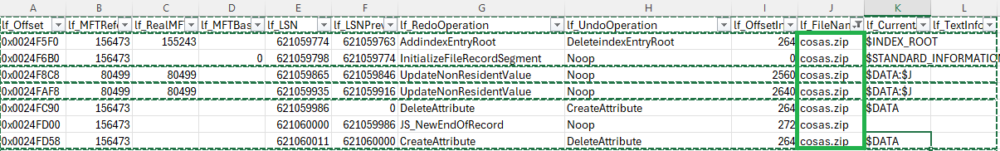 A B C D E F G H I J K L
lf_Offset lf_MFTRefe lf_RealMF lf_MFTBas lf_LSN lf_LSNPrev lf_RedoOperation lf_UndoOperation lf_OffsetIr lf_FileNam lf_Current lf_TextInfo
0x0024F5F0 156473 155243 621059774 621059763 AddindexEntryRoot DeleteindexEntryRoot 264 cosas.zip $INDEX_ROOT
0x0024F6B0 156473 0 621059798 621059774 InitializeFileRecordSegment Noop 0 cosas.zip $STANDARD_INFORMATION
0x0024F8C8 80499 80499 621059865 621059846 UpdateNonResidentValue Noop 2560 cosas.zip $DATA:$J
0x0024FAF8 80499 80499 621059935 621059916 UpdateNonResidentValue Noop 2640 cosas.zip $DATA:$J
0x0024FC90 156473 621059986 0 DeleteAttribute CreateAttribute 264 cosas.zip $DATA
0x0024FD00 156473 621060000 621059986 JS_NewEndOfRecord Noop 272 cosas.zip
0x0024FD58 156473 621060011 621060000 CreateAttribute DeleteAttribute 264 cosas.zip $DATA